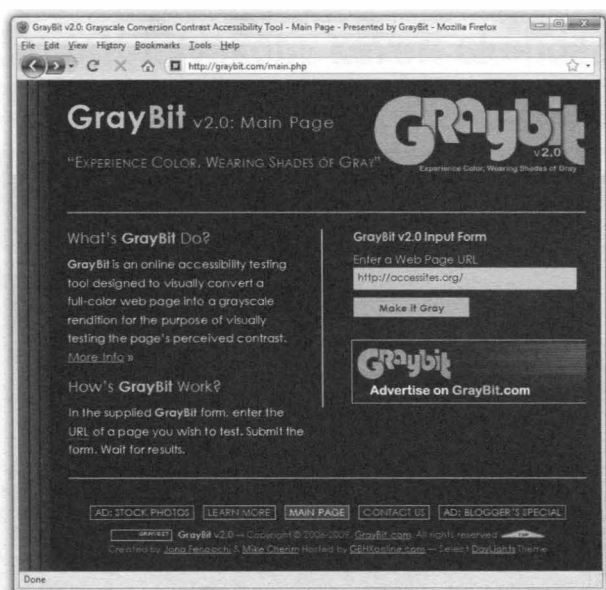 GrayBit v2.0: Grayscale Conversion Contrast Accessibility Tool - Main Page - Presented by GrayBit - Mozilla Firefox
File Edit View History Bookmarks Tools Help
http://graybit.com/main.php
GrayBit v2.0: Main Page
"EXPERIENCE COLOR, WEARING SHADES OF GRAY"
GRaybit
v2.0
Experience Color, Wearing Shades of Gray
What's GrayBit Do?
GrayBit is an online accessibility testing
tool designed to visually convert a
full-color web page into a grayscale
rendition for the purpose of visually
testing the page's perceived contrast.
More Info »
How's GrayBit Work?
In the supplied GrayBit form, enter the
URL of a page you wish to test. Submit the
form. Wait for results.
GrayBit v2.0 Input Form
Enter a Web Page URL
http://accessites.org/
Make it Gray
GRaybit
Advertise on GrayBit.com
AD: STOCK PHOTOS LEARN MORE MAIN PAGE CONTACT US AD: BLOGGER'S SPECIAL
GRAYBIT GrayBit v2.0 — Copyright © 2006-2009, GrayBit.com. All rights reserved TOP
Created by Jona Fenocchi & Mike Cherim Hosted by GBHXonline.com — Select DayLights Theme
Done